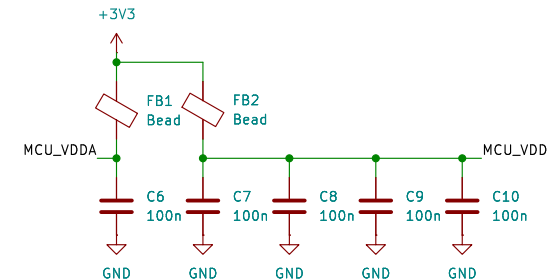 +3V3
FB1
Bead
FB2
Bead
MCU_VDDA
MCU_VDD
C6
100n
C7
100n
C8
100n
C9
100n
C10
100n
GND
GND
GND
GND
GND